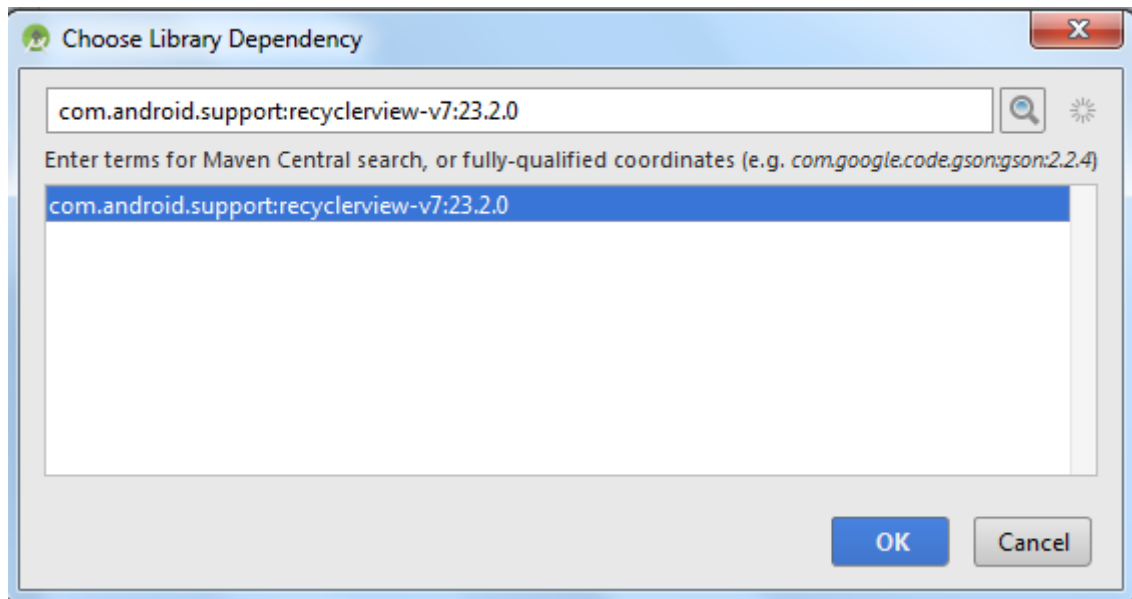 Choose Library Dependency
com.android.support:recyclerview-v7:23.2.0
Enter terms for Maven Central search, or fully-qualified coordinates (e.g. com.google.code.gson:gson:2.2.4)
com.android.support:recyclerview-v7:23.2.0
OK Cancel